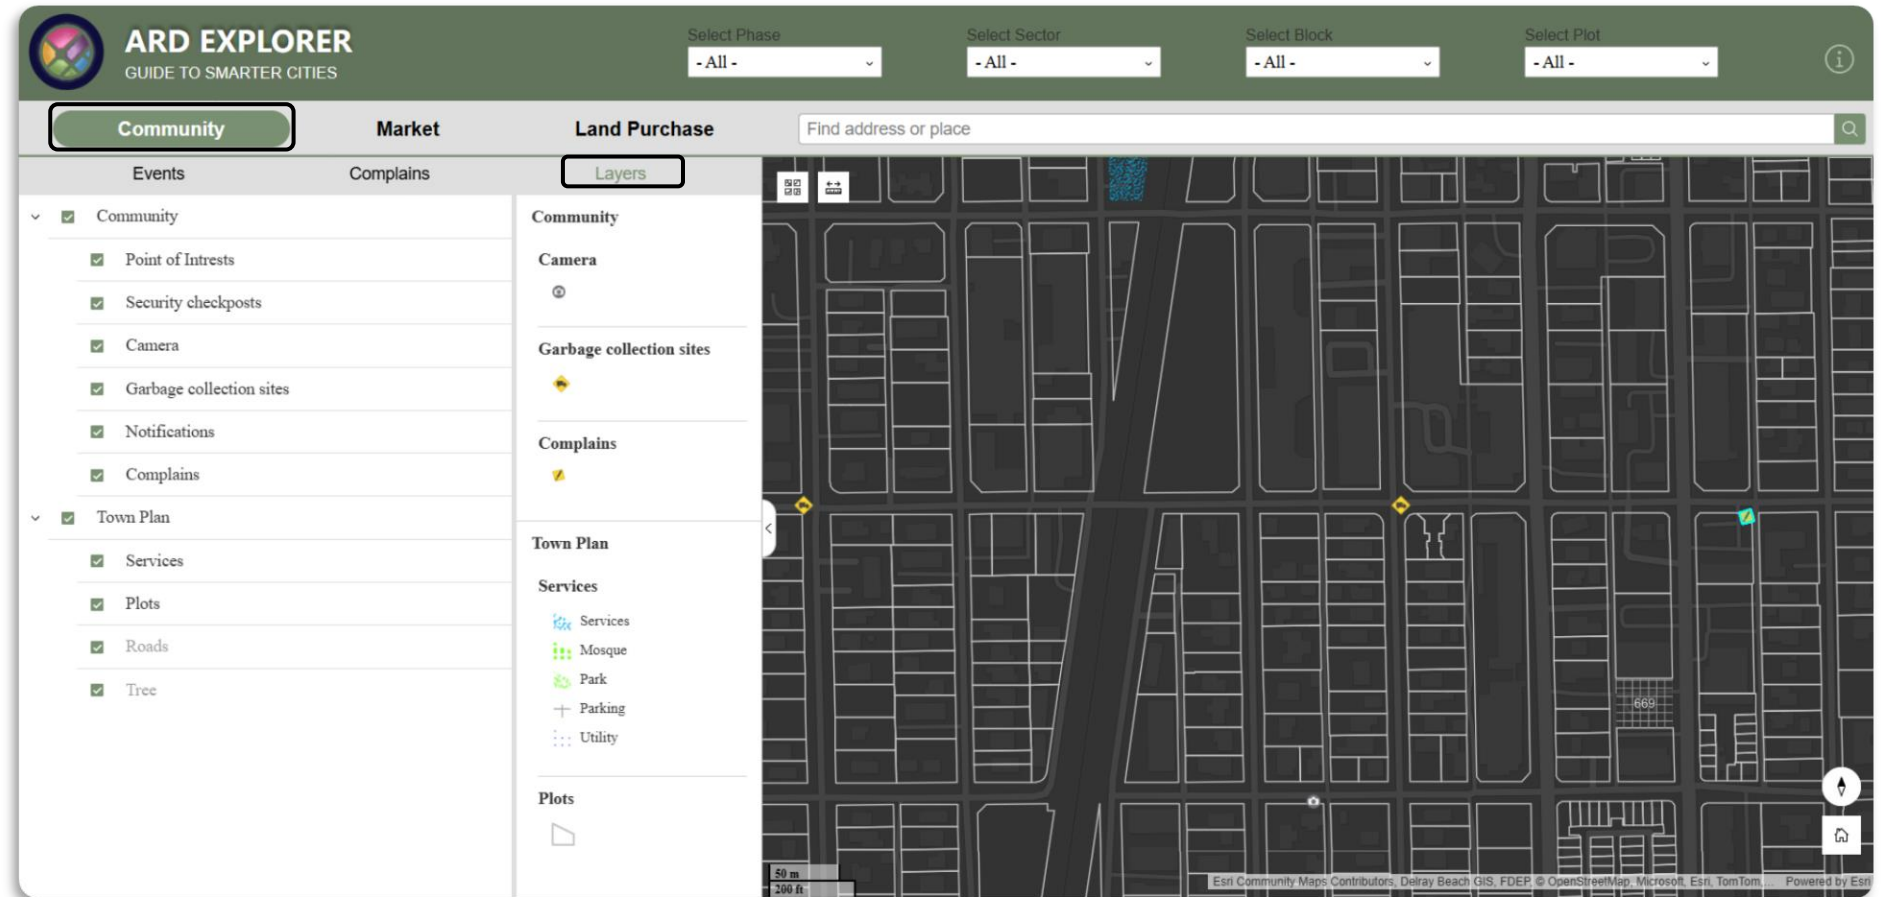 ARD EXPLORER
GUIDE TO SMARTER CITIES
Select Phase
- All -
Select Sector
- All -
Select Block
- All -
Select Plot
- All -
Community
Market
Land Purchase
Find address or place
Events
Complains
Layers
Community
Point of Intrests
Security checkposts
Camera
Garbage collection sites
Notifications
Complains
Town Plan
Services
Plots
Roads
Tree
Community
Camera
Garbage collection sites
Complains
Town Plan
Services
Services
Mosque
Park
Parking
Utility
Plots
669
50 m
200 ft
Esri Community Maps Contributors, Delray Beach GIS, FDEP, © OpenStreetMap, Microsoft, Esri, TomTom,... Powered by Esri